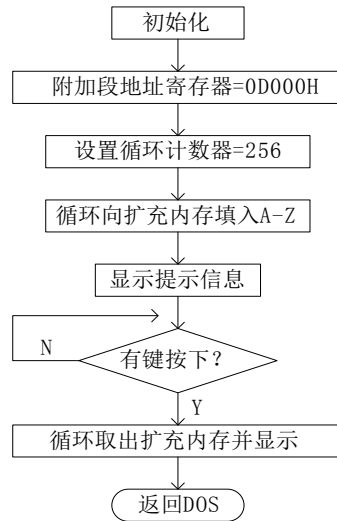 初始化
附加段地址寄存器=0D000H
设置循环计数器=256
循环向扩充内存填入A-Z
显示提示信息
N
有键按下？
Y
循环取出扩充内存并显示
返回DOS